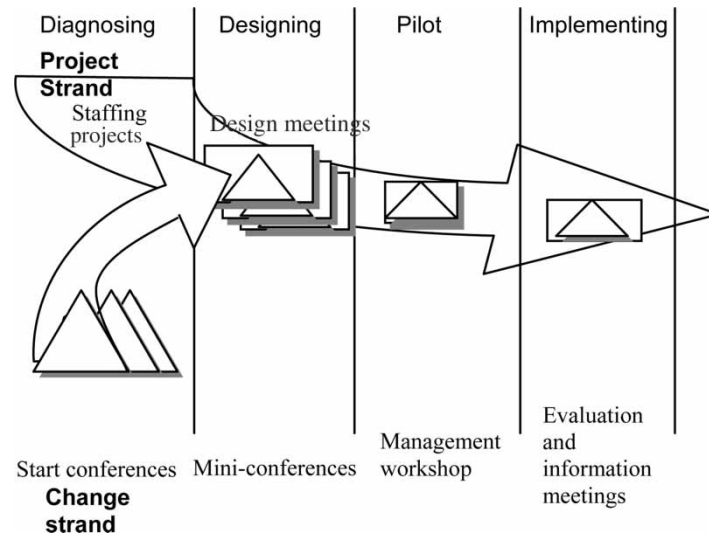 Diagnosing
Designing
Pilot
Implementing
Project
Strand
Staffing
projects
Design meetings
Start conferences
Mini-conferences
Management
workshop
Evaluation
and
information
meetings
Change
strand